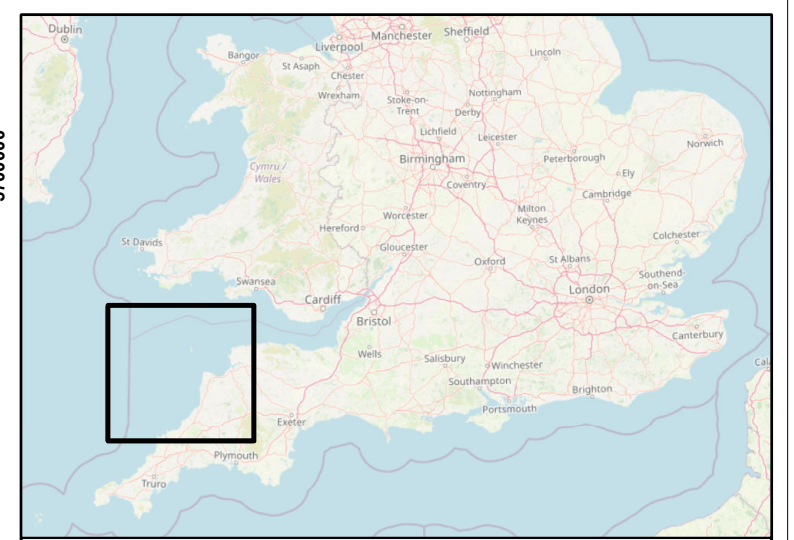 Dublin
Manchester
Sheffield
Liverpool
Bangor
Lincoln
St Asaph
Chester
Wrexham
Stoke-on-
Trent
Nottingham
Derby
Lichfield
Leicester
Norwich
Birmingham
Peterborough
Cymru /
Wales
Ely
Coventry
Cambridge
Worcester
Milton
Keynes
Hereford
Colchester
St Davids
Gloucester
Oxford
St Albans
Southend-
on-Sea
Swansea
London
Cardiff
Bristol
Canterbury
Wells
Salisbury
Winchester
Cal
Southampton
Brighton
Portsmouth
Exeter
Plymouth
Truro